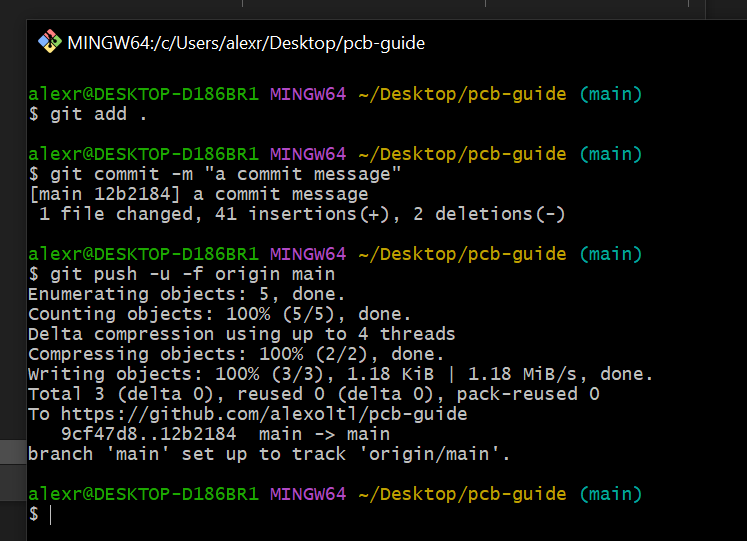 MINGW64:/c/Users/alexr/Desktop/pcb-guide
alexr@DESKTOP-D186BR1 MINGW64 ~/Desktop/pcb-guide (main)
$ git add .
alexr@DESKTOP-D186BR1 MINGW64 ~/Desktop/pcb-guide (main)
$ git commit -m "a commit message"
[main 12b2184] a commit message
 1 file changed, 41 insertions(+), 2 deletions(-)
alexr@DESKTOP-D186BR1 MINGW64 ~/Desktop/pcb-guide (main)
$ git push -u -f origin main
Enumerating objects: 5, done.
Counting objects: 100% (5/5), done.
Delta compression using up to 4 threads
Compressing objects: 100% (2/2), done.
Writing objects: 100% (3/3), 1.18 KiB | 1.18 MiB/s, done.
Total 3 (delta 0), reused 0 (delta 0), pack-reused 0
To https://github.com/alexoltl/pcb-guide
   9cf47d8..12b2184  main -> main
branch 'main' set up to track 'origin/main'.
alexr@DESKTOP-D186BR1 MINGW64 ~/Desktop/pcb-guide (main)
$